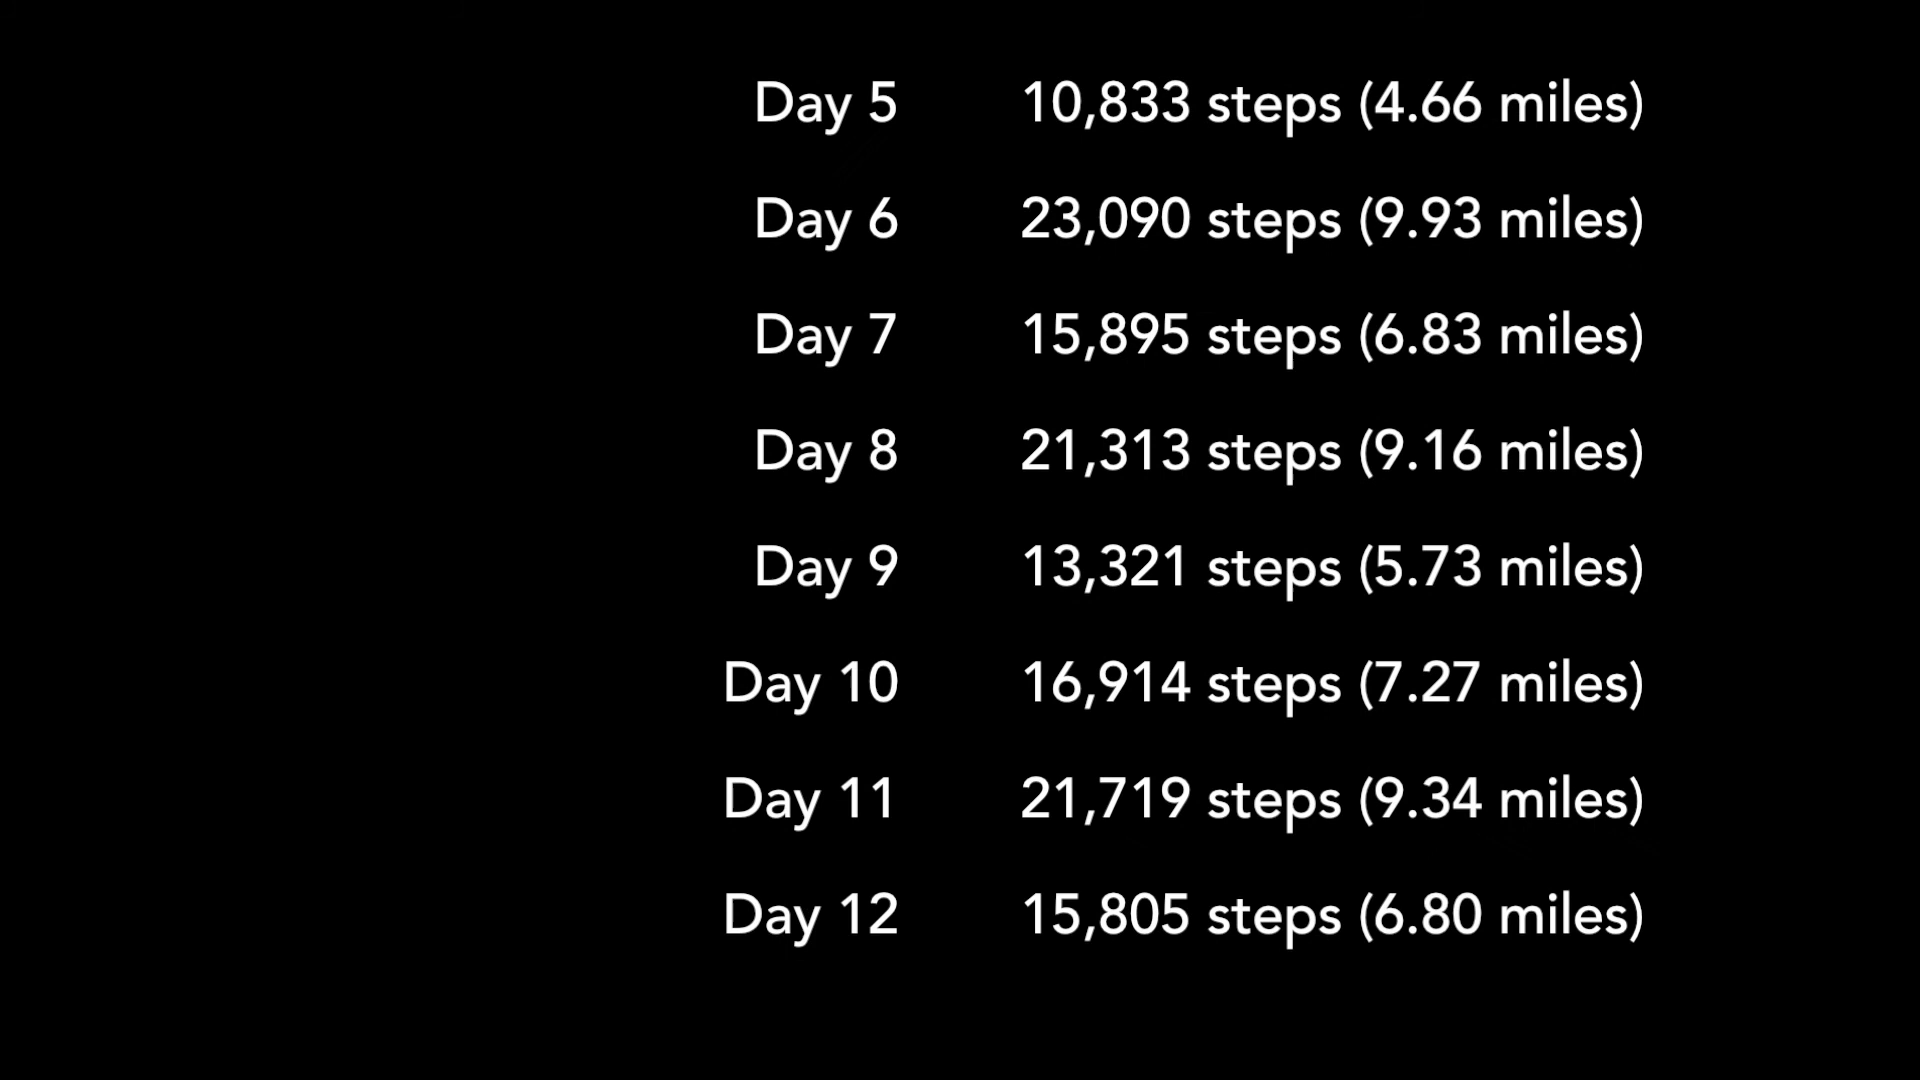 Day 5 10,833 steps (4.66 miles)
Day 6 23,090 steps (9.93 miles)
Day 7 15,895 steps (6.83 miles)
Day 8 21,313 steps (9.16 miles)
Day 9 13,321 steps (5.73 miles)
Day 10 16,914 steps (7.27 miles)
Day 11 21,719 steps (9.34 miles)
Day 12 15,805 steps (6.80 miles)